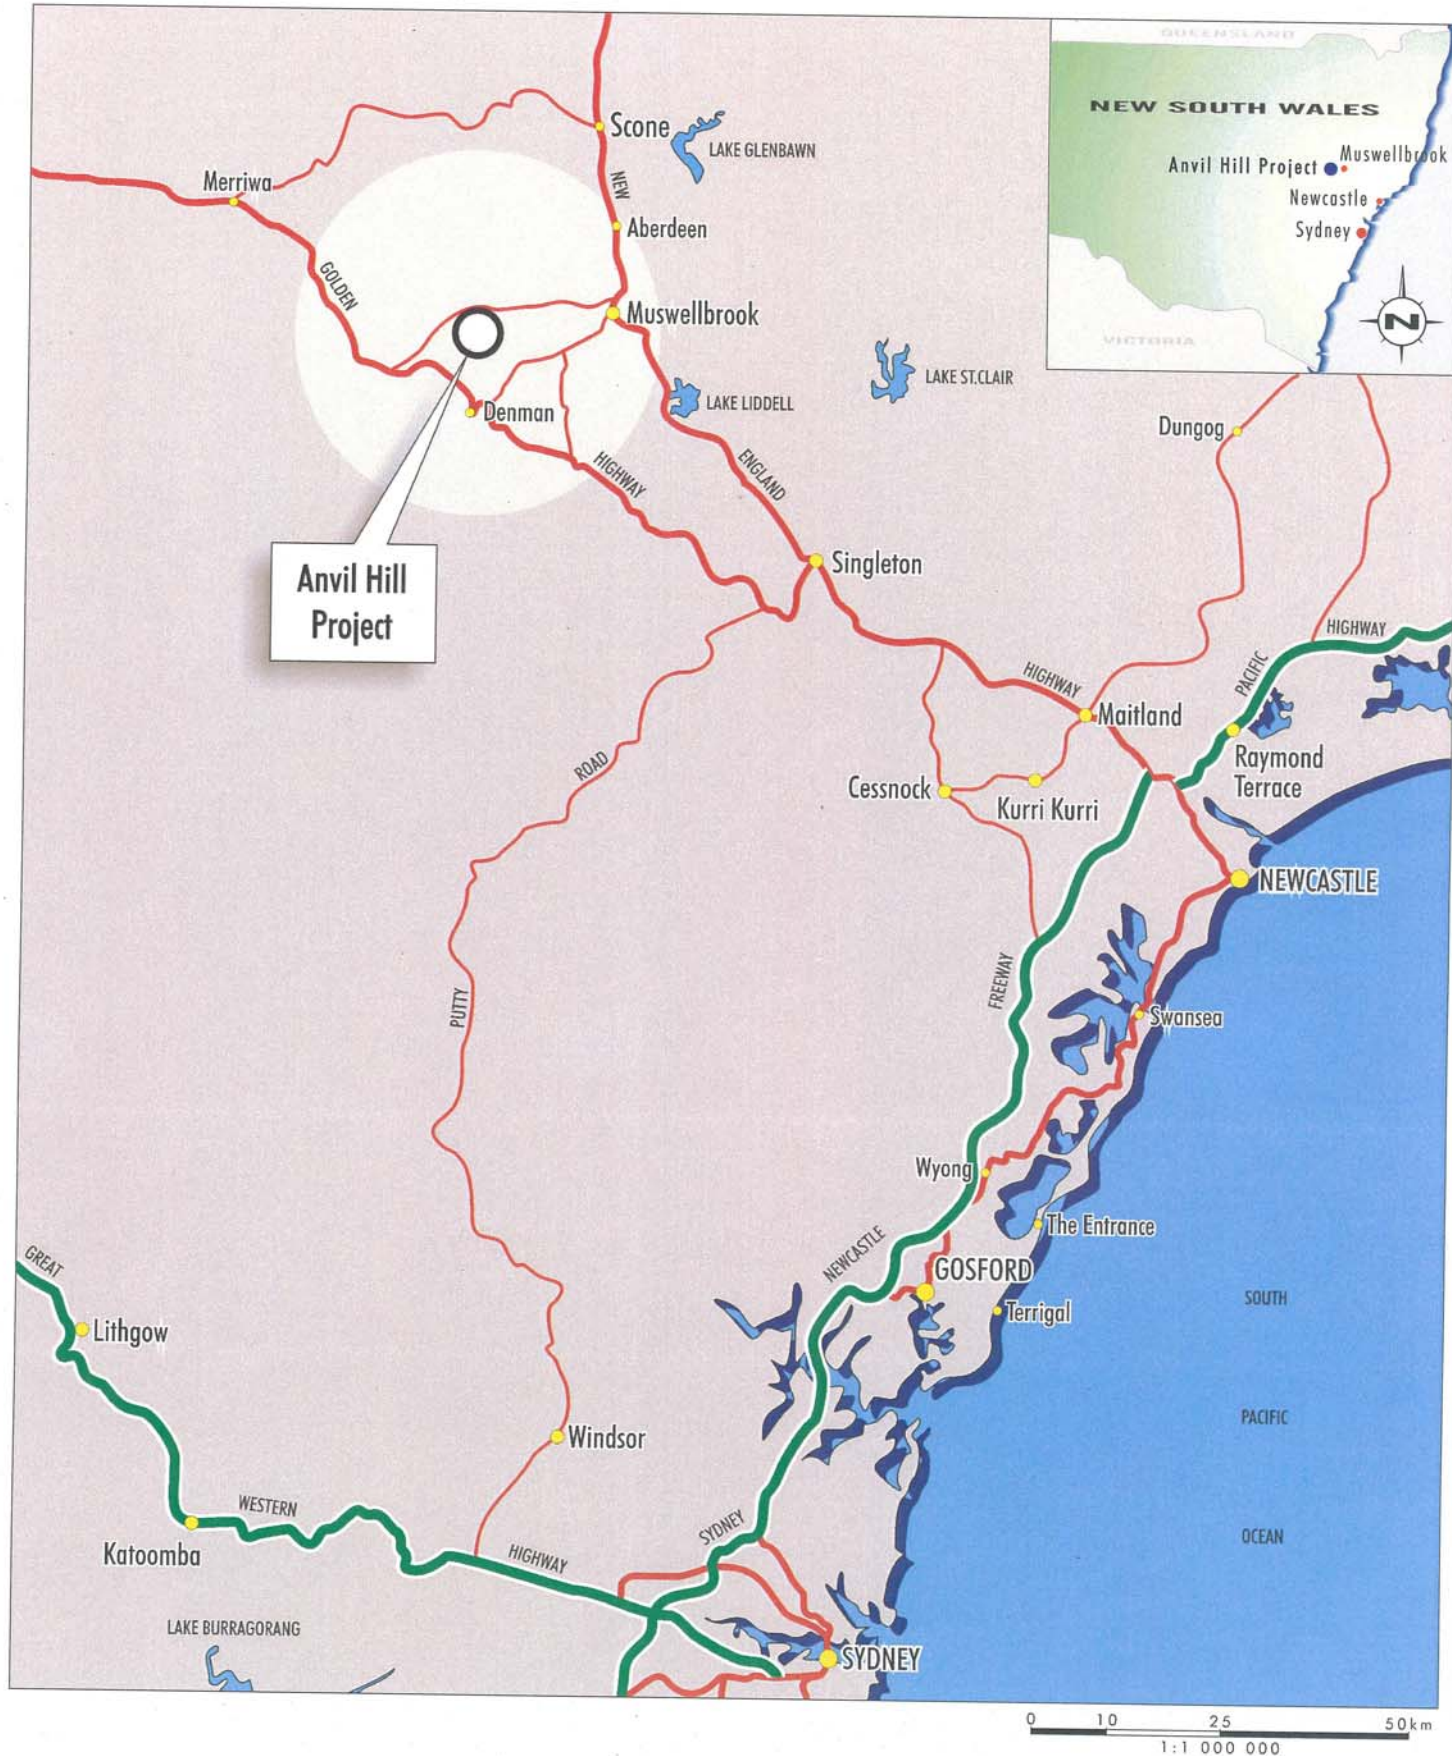 QUEENSLAND
NEW SOUTH WALES
Anvil Hill Project
Muswellbrook
Newcastle
Sydney
VICTORIA
N
Scone
LAKE GLENBAWN
Merriwa
NEW
Aberdeen
GOLDEN
Muswellbrook
LAKE ST.CLAIR
LAKE LIDDELL
Denman
Dungog
HIGHWAY
ENGLAND
Anvil Hill
Project
Singleton
HIGHWAY
PACIFIC
HIGHWAY
Maitland
ROAD
Raymond
Terrace
Cessnock
Kurri Kurri
NEWCASTLE
FREEWAY
PUTTY
Swansea
Wyong
The Entrance
NEWCASTLE
GREAT
GOSFORD
SOUTH
Terrigal
Lithgow
PACIFIC
Windsor
WESTERN
SYDNEY
OCEAN
Katoomba
HIGHWAY
LAKE BURRAGORANG
SYDNEY
0 10 25 50km
1:1 000 000